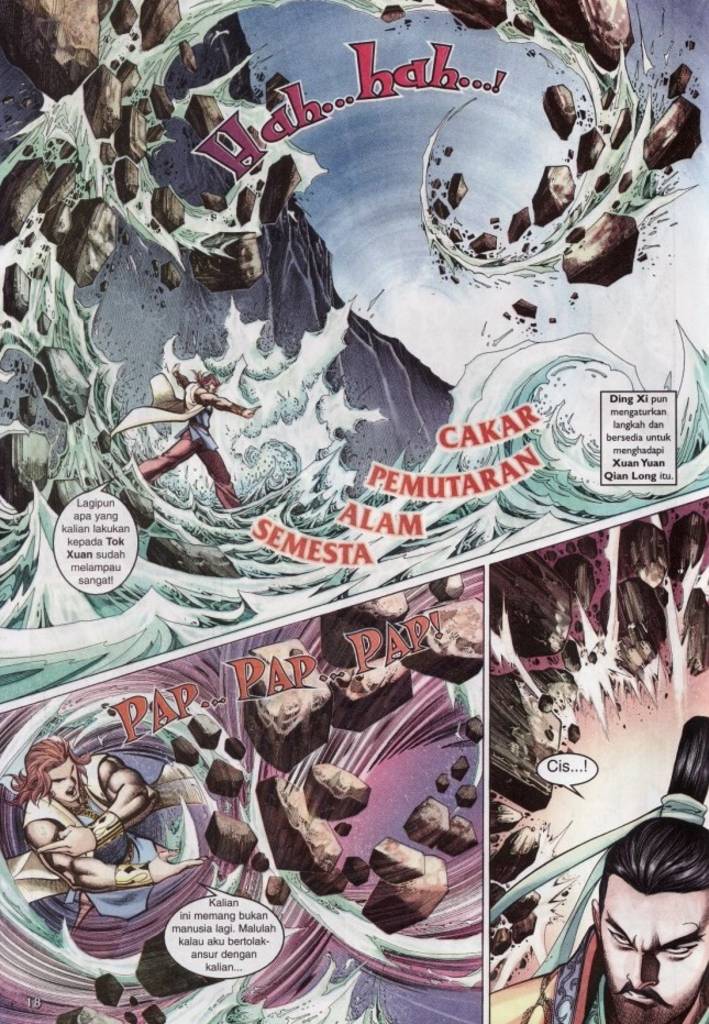 Hah...hah...!
Ding Xi pun
mengaturkan
langkah dan
bersedia untuk
menghadapi
Xuan Yuan
Qian Long itu.
CAKAR
PEMUTARAN
ALAM
SEMESTA
Lagipun
apa yang
kalian lakukan
kepada Tok
Xuan sudah
melampau
sangat!
PAP... PAP... PAP!
Kalian
ini memang bukan
manusia lagi. Malulah
kalau aku bertolak-
ansur dengan
kalian...
Cis...!
18